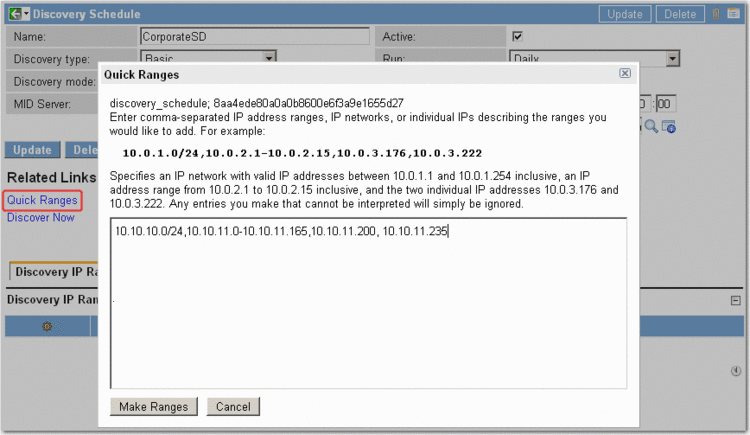 Discovery Schedule
Update
Delete
Name:
CorporateSD
Active:
Discovery type:
Basic
Run:
Daily
Discovery mode:
MID Server:
:
00
Update
Dele
Related Links
Quick Ranges
Discover Now
Discovery IP Ra
Discovery IP Ran
Quick Ranges
discovery_schedule; 8aa4ede80a0a0b8600e6f3a9e1655d27
Enter comma-separated IP address ranges, IP networks, or individual IPs describing the ranges you
would like to add. For example:
10.0.1.0/24,10.0.2.1-10.0.2.15,10.0.3.176,10.0.3.222
Specifies an IP network with valid IP addresses between 10.0.1.1 and 10.0.1.254 inclusive, an IP
address range from 10.0.2.1 to 10.0.2.15 inclusive, and the two individual IP addresses 10.0.3.176 and
10.0.3.222. Any entries you make that cannot be interpreted will simply be ignored.
10.10.10.0/24,10.10.11.0-10.10.11.165,10.10.11.200, 10.10.11.235
.
Make Ranges
Cancel